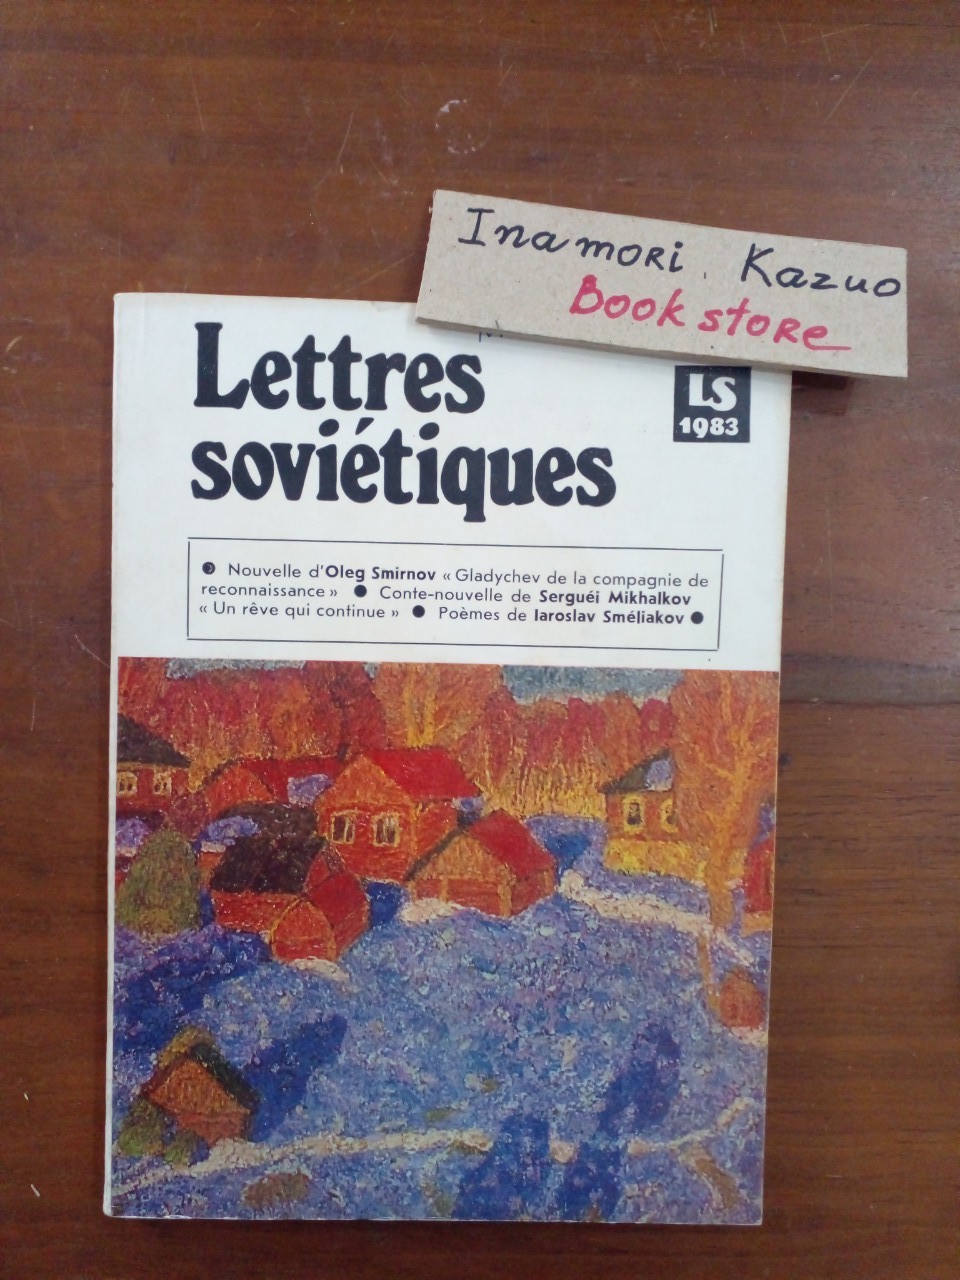 Inamori Kazuo
Book store
Lettres
soviétiques
LS
1983
Nouvelle d'Oleg Smirnov « Gladychev de la compagnie de
reconnaissance » ● Conte-nouvelle de Serguéi Mikhalkov
« Un rêve qui continue » ● Poèmes de Iaroslav Sméliakov ●